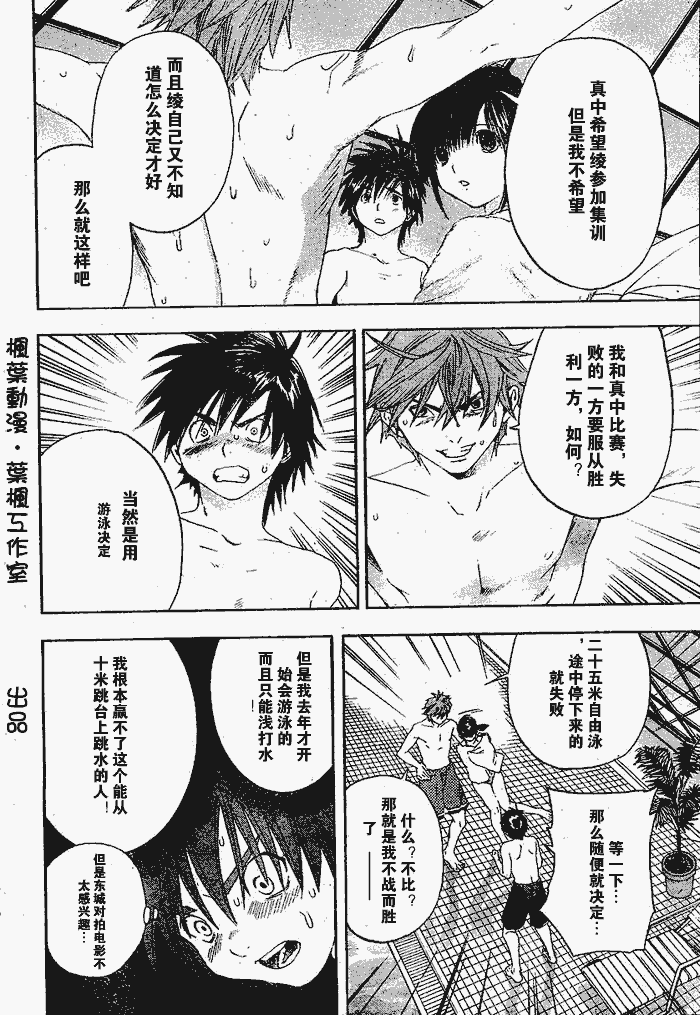 真中希望绫参加集训
但是我不希望
而且绫自己又不知
道怎么决定才好
那么就这样吧
我和真中比赛，失
败的一方要服从胜
利一方，如何？
当然是用
游泳决定
二十五米自由泳
，途中停下来的
就失败
等一下…
那么随便就决定…
什么？不比？
那就是我不战而胜
了——
但是我去年才开
始会游泳的
而且只能浅打水
！
我根本赢不了这个能从
十米跳台上跳水的人！
但是东城对拍电影不
太感兴趣…
楓葉動漫·葉楓工作室
出品